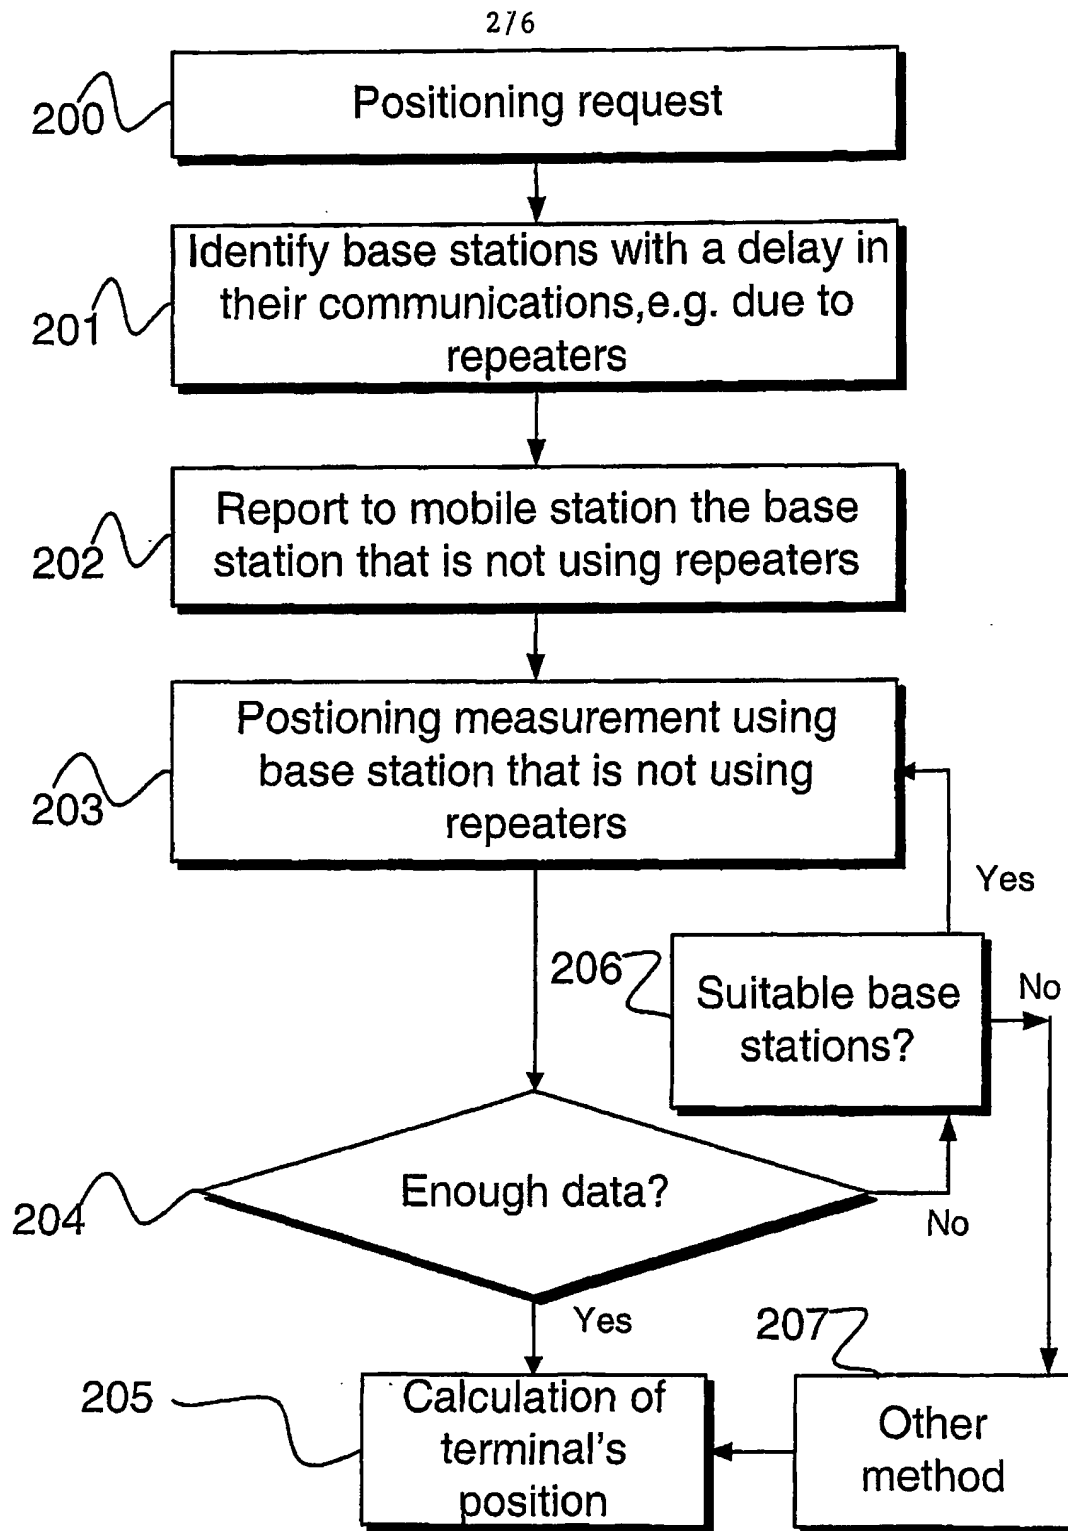 2/6
200
Positioning request
201
Identify base stations with a delay in
their communications,e.g. due to
repeaters
202
Report to mobile station the base
station that is not using repeaters
203
Postioning measurement using
base station that is not using
repeaters
Yes
206
Suitable base
stations?
No
204
Enough data?
No
Yes
207
205
Calculation of
terminal's
position
Other
method